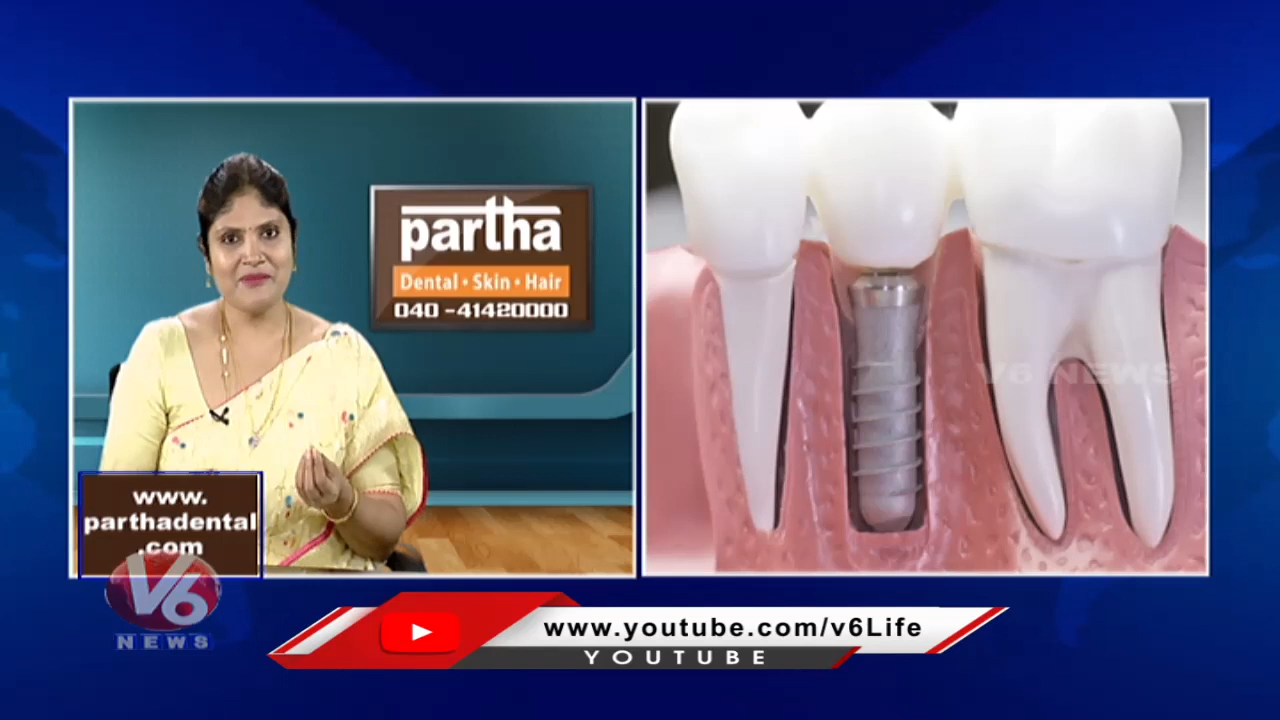 partha
Dental • Skin • Hair
040 -41420000
V6 NEWS
www.
parthadental
.com
V6
NEWS
www.youtube.com/v6Life
YOUTUBE